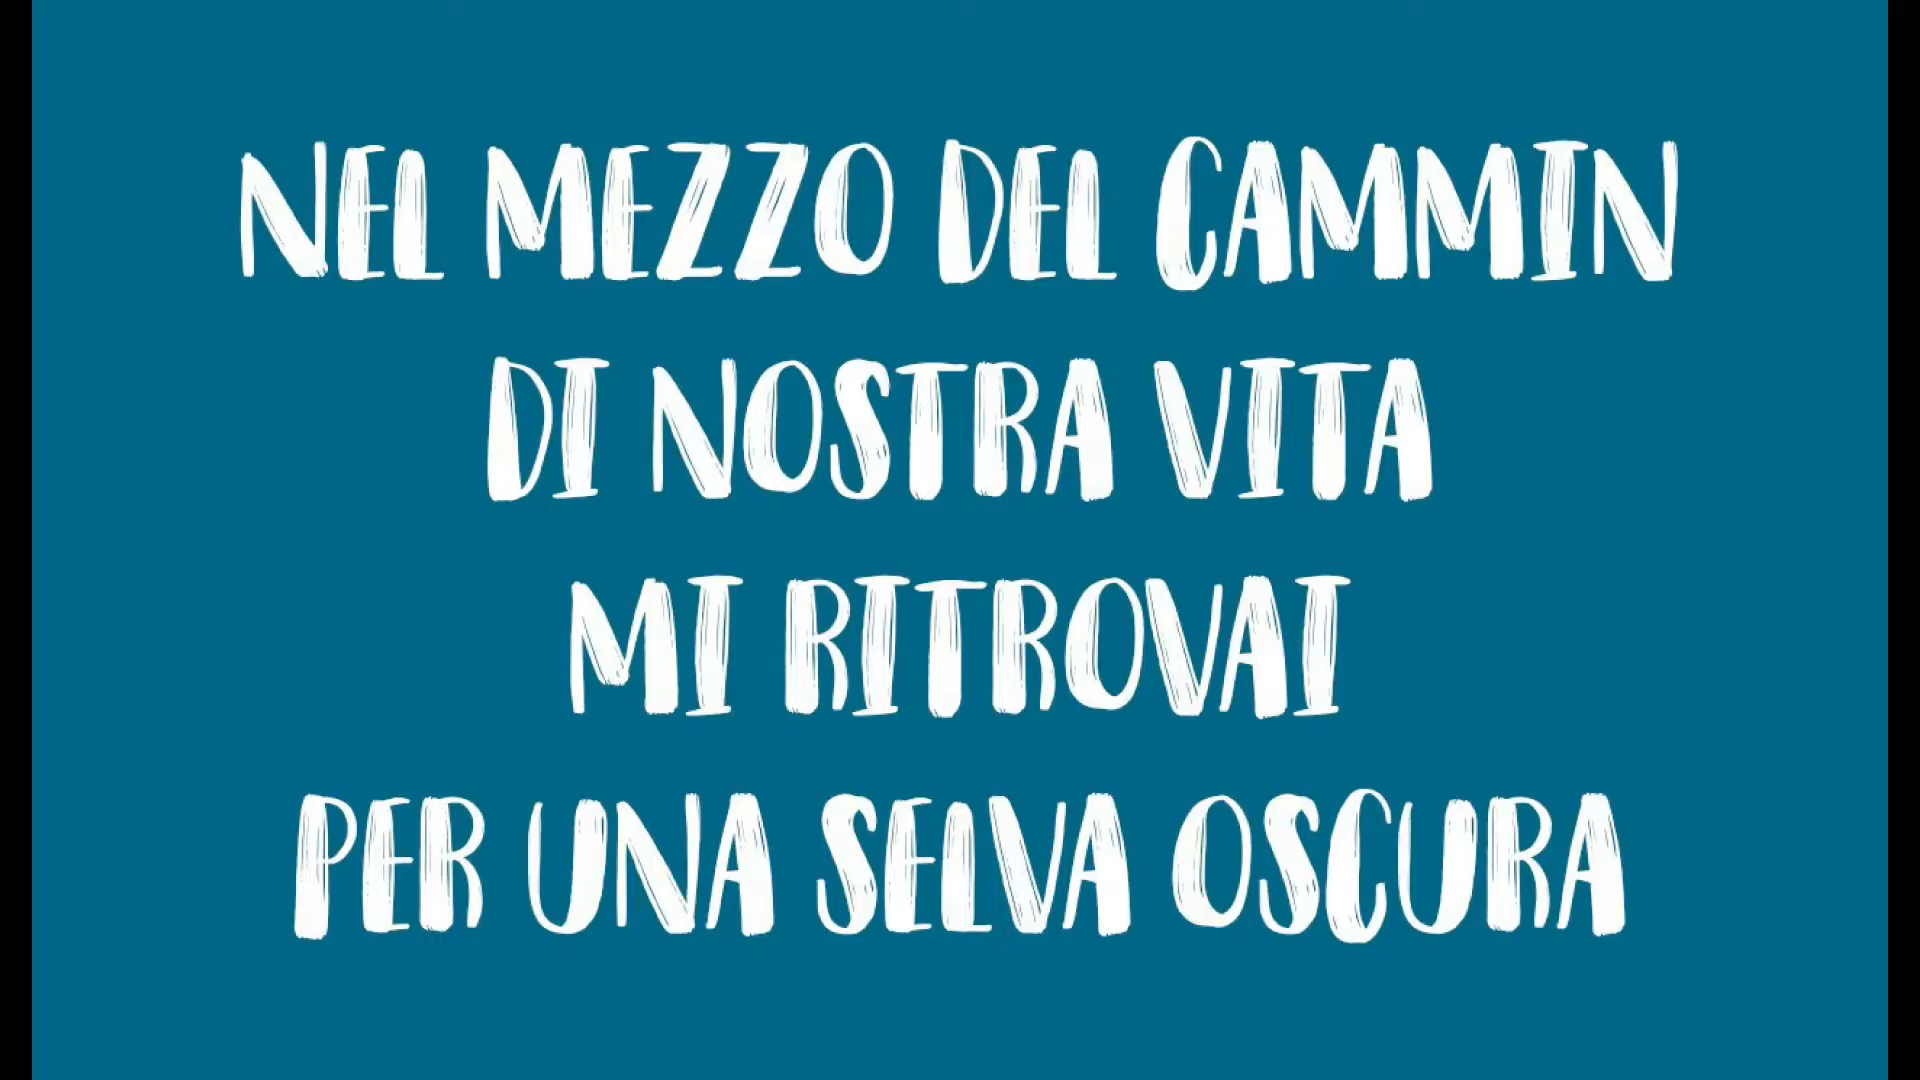 NEL MEZZO DEL CAMMIN
DI NOSTRA VITA
MI RITROVAI
PER UNA SELVA OSCURA